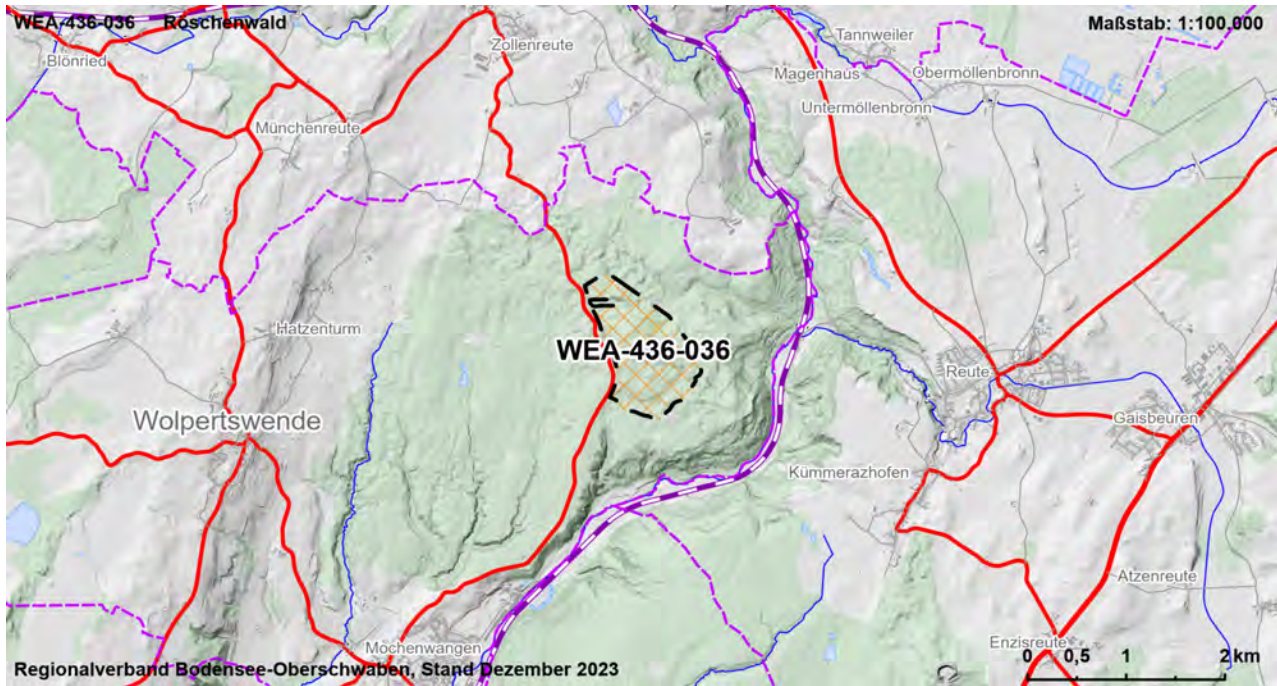 WEA-436-036 Röschenwald
Maßstab: 1:100.000
Blönried
Zollenreute
Tannweiler
Magenhaus
Obermöllenbronn
Untermöllenbronn
Münchenreute
Hatzenturm
WEA-436-036
Reute
Wolpertswende
Gaisbeuren
Kümmerazhofen
Atzenreute
Enzisreute
Mochenwangen
0 0,5 1 2 km
Regionalverband Bodensee-Oberschwaben, Stand Dezember 2023